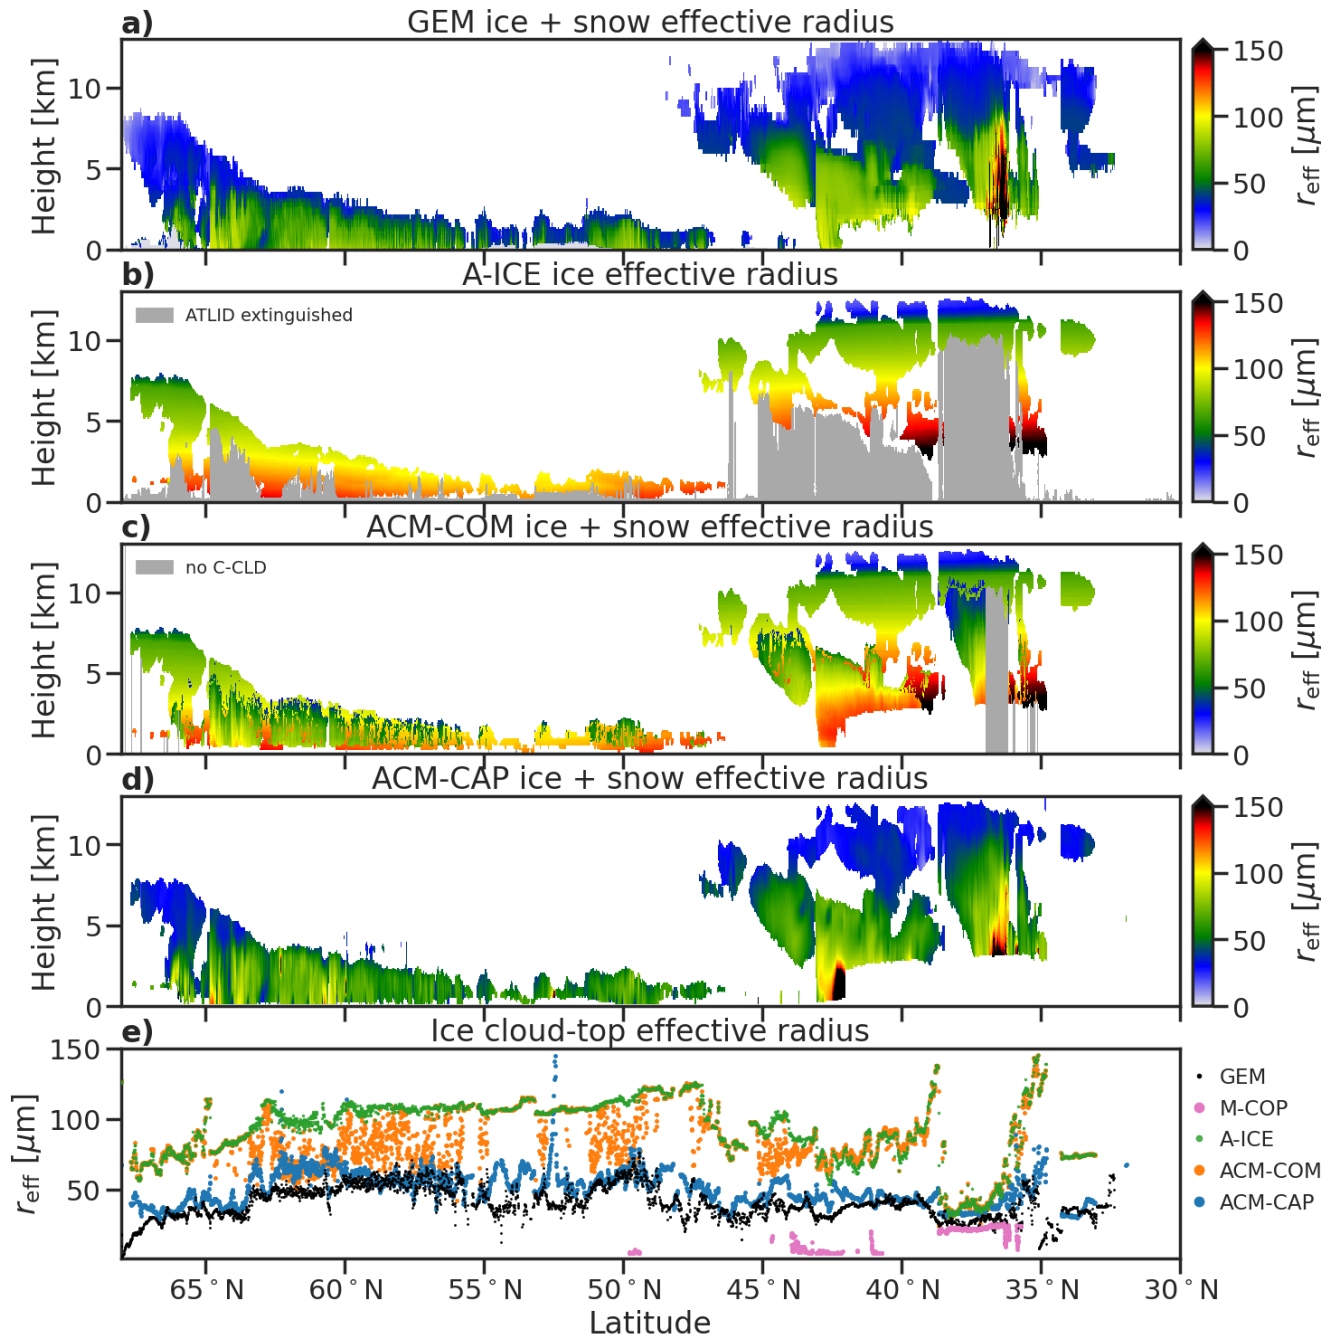 a) GEM ice + snow effective radius
Height [km]
10
5
0
150
100
50
0
r_eff [μm]
b) A-ICE ice effective radius
ATLID extinguished
Height [km]
10
5
0
150
100
50
0
r_eff [μm]
c) ACM-COM ice + snow effective radius
no C-CLD
Height [km]
10
5
0
150
100
50
0
r_eff [μm]
d) ACM-CAP ice + snow effective radius
Height [km]
10
5
0
150
100
50
0
r_eff [μm]
e) Ice cloud-top effective radius
r_eff [μm]
150
100
50
GEM
M-COP
A-ICE
ACM-COM
ACM-CAP
65°N 60°N 55°N 50°N 45°N 40°N 35°N 30°N
Latitude